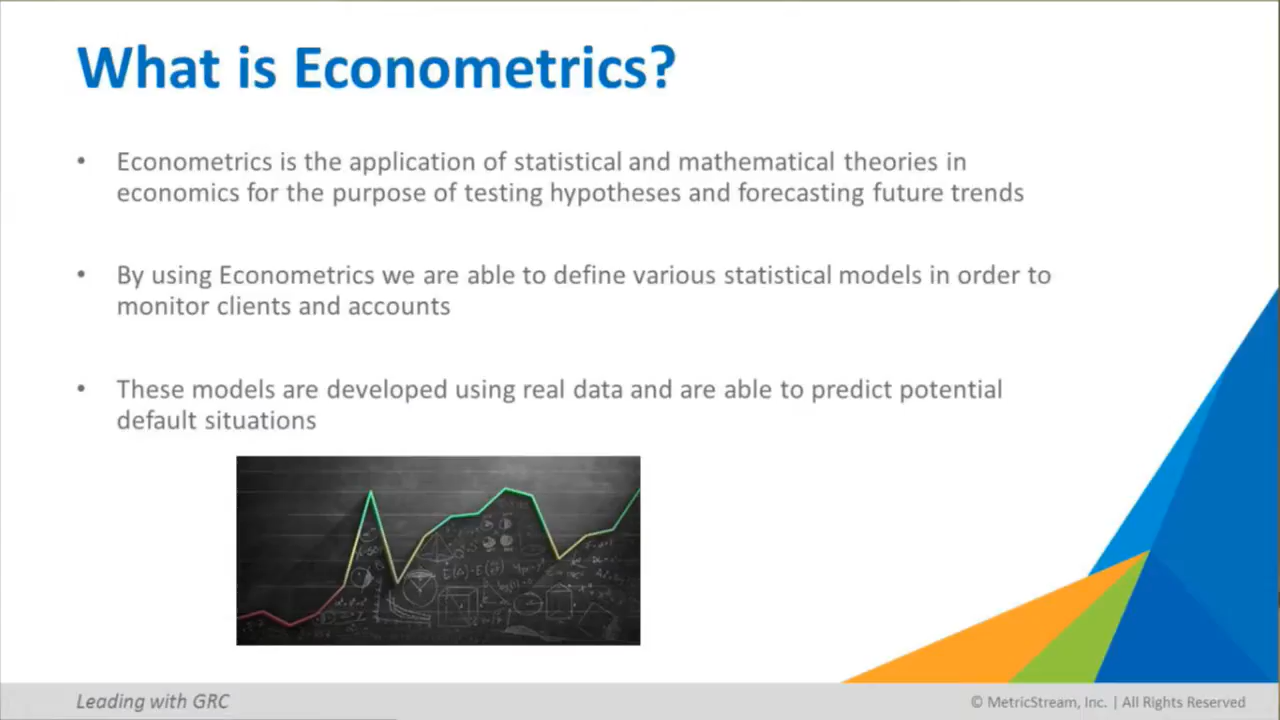 What is Econometrics?
• Econometrics is the application of statistical and mathematical theories in
economics for the purpose of testing hypotheses and forecasting future trends
• By using Econometrics we are able to define various statistical models in order to
monitor clients and accounts
• These models are developed using real data and are able to predict potential
default situations
Leading with GRC
© MetricStream, Inc. | All Rights Reserved